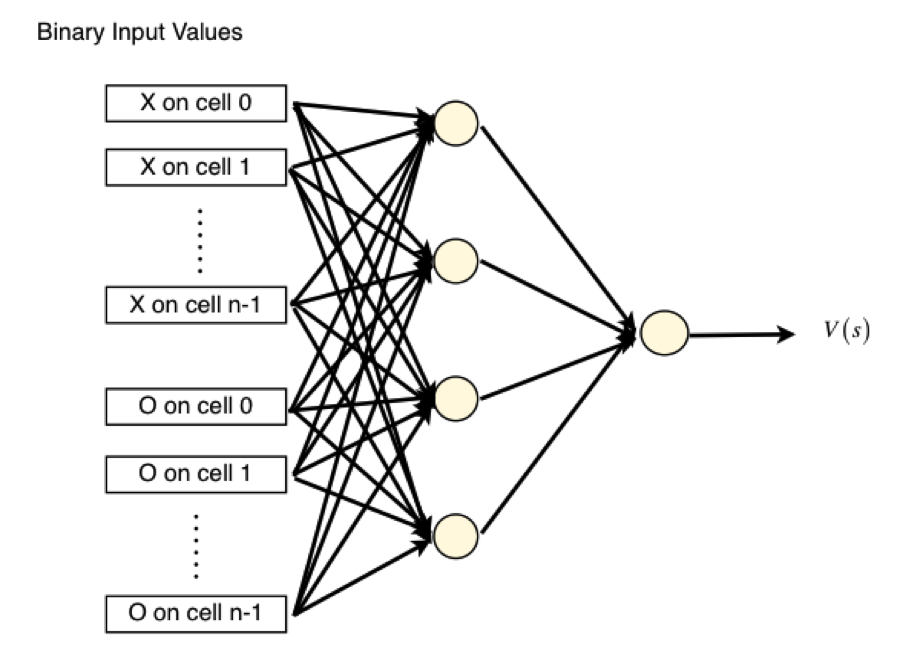 Binary Input Values
X on cell 0
X on cell 1
X on cell n-1
O on cell 0
O on cell 1
O on cell n-1
V(s)